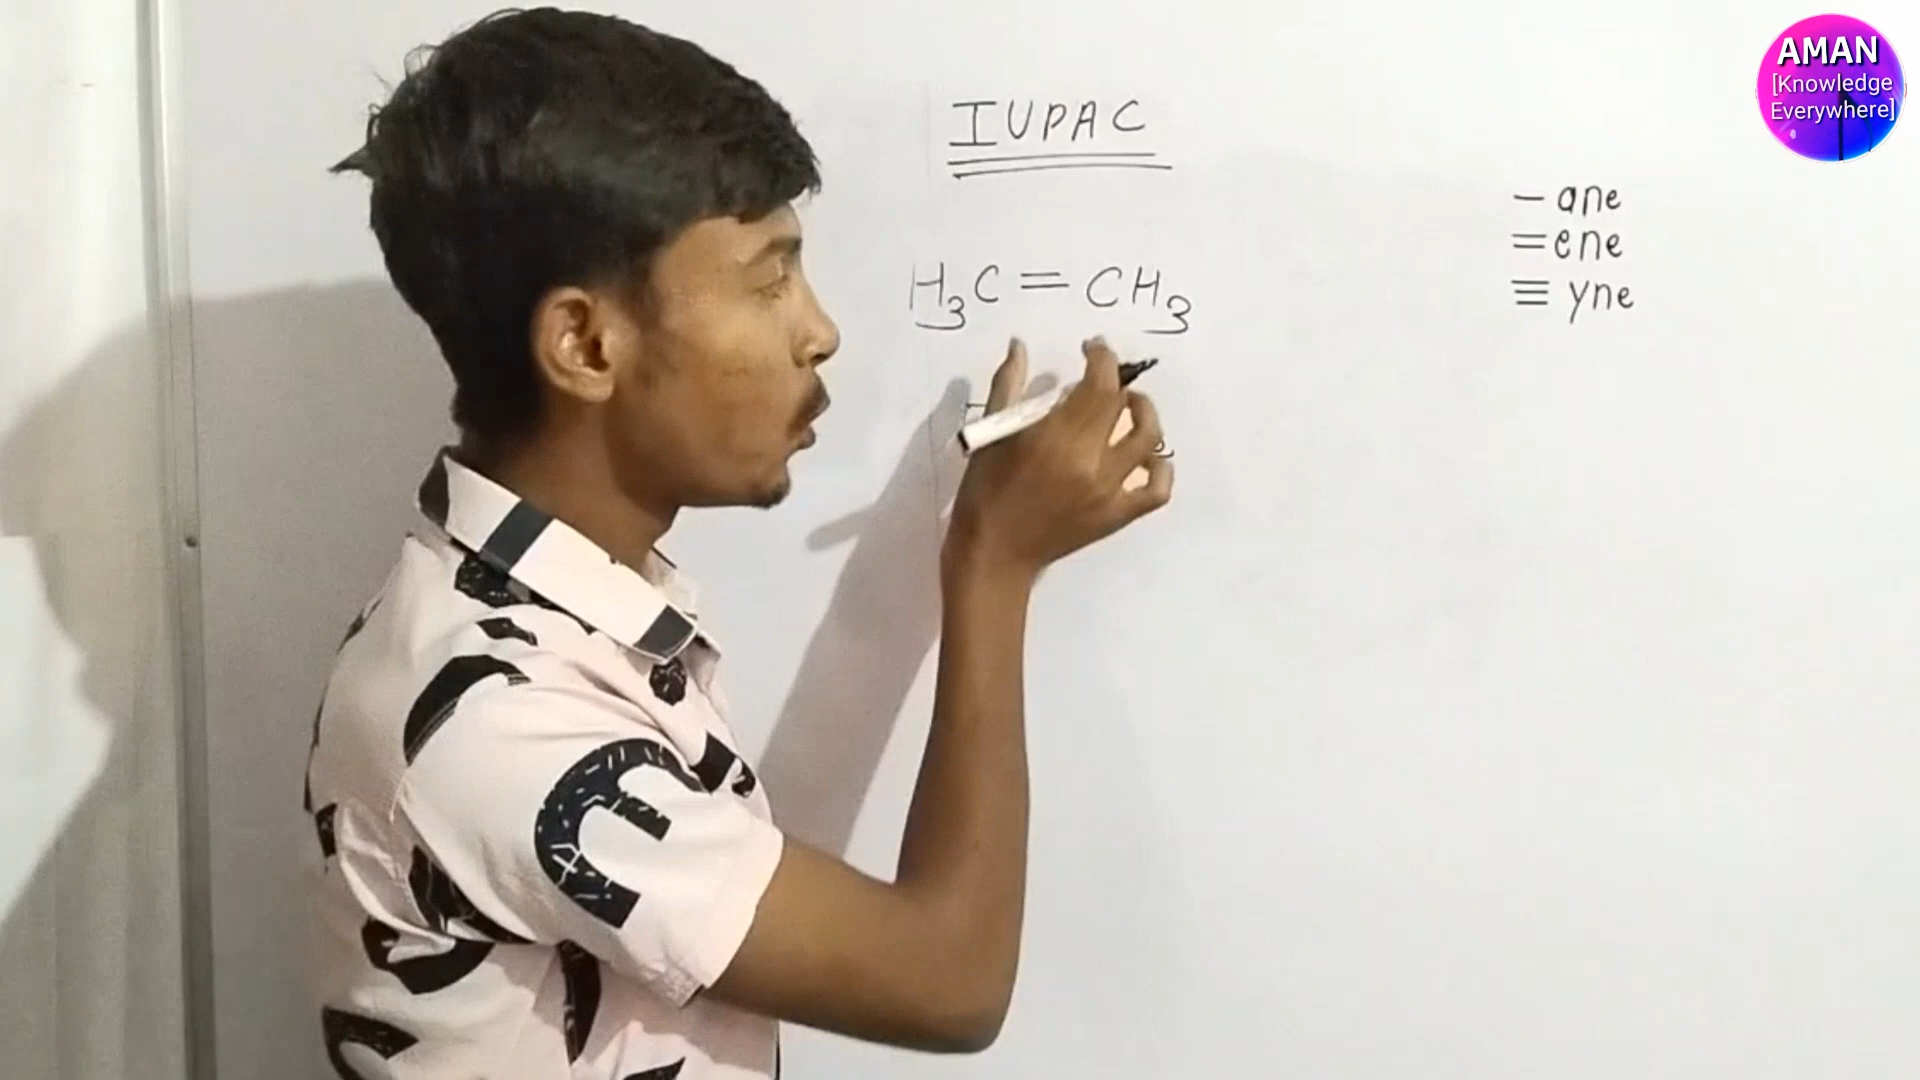 AMAN
[Knowledge
Everywhere]
IUPAC
– ane
= ene
≡ yne
H₃C = CH₃